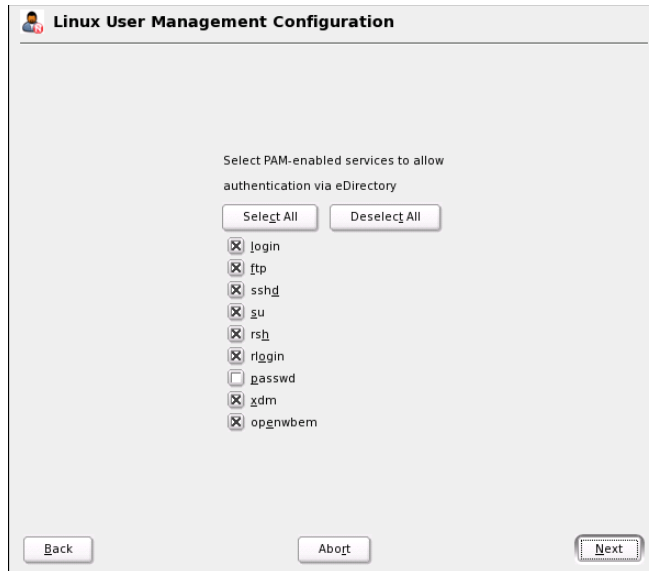 Linux User Management Configuration
Select PAM-enabled services to allow
authentication via eDirectory
Select All Deselect All
login
ftp
sshd
su
rsh
rlogin
passwd
xdm
openwbem
Back Abort Next